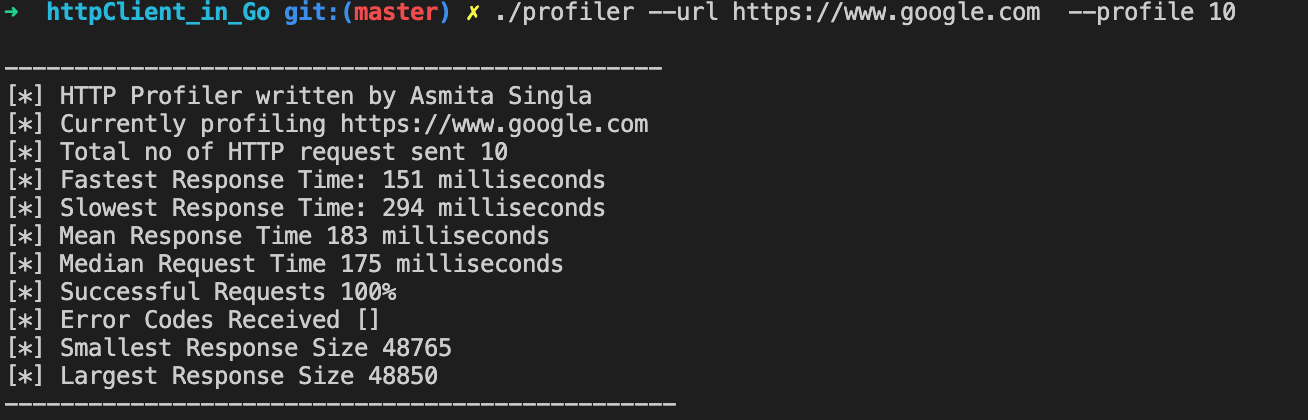 ➜  httpClient_in_Go git:(master) ✗ ./profiler --url https://www.google.com  --profile 10
-----------------------------------------------
[*] HTTP Profiler written by Asmita Singla
[*] Currently profiling https://www.google.com
[*] Total no of HTTP request sent 10
[*] Fastest Response Time: 151 milliseconds
[*] Slowest Response Time: 294 milliseconds
[*] Mean Response Time 183 milliseconds
[*] Median Request Time 175 milliseconds
[*] Successful Requests 100%
[*] Error Codes Received []
[*] Smallest Response Size 48765
[*] Largest Response Size 48850
------------------------------------------------